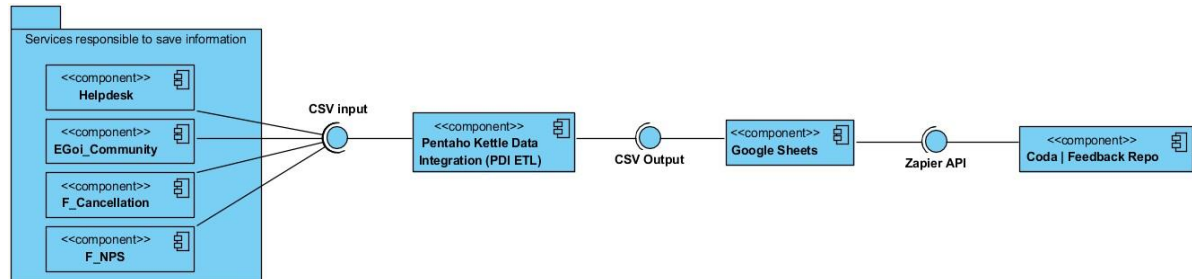 Services responsible to save information
<<component>>
Helpdesk
<<component>>
EGoi_Community
<<component>>
F_Cancellation
<<component>>
F_NPS
CSV input
<<component>>
Pentaho Kettle Data
Integration (PDI ETL)
CSV Output
<<component>>
Google Sheets
Zapier API
<<component>>
Coda | Feedback Repo